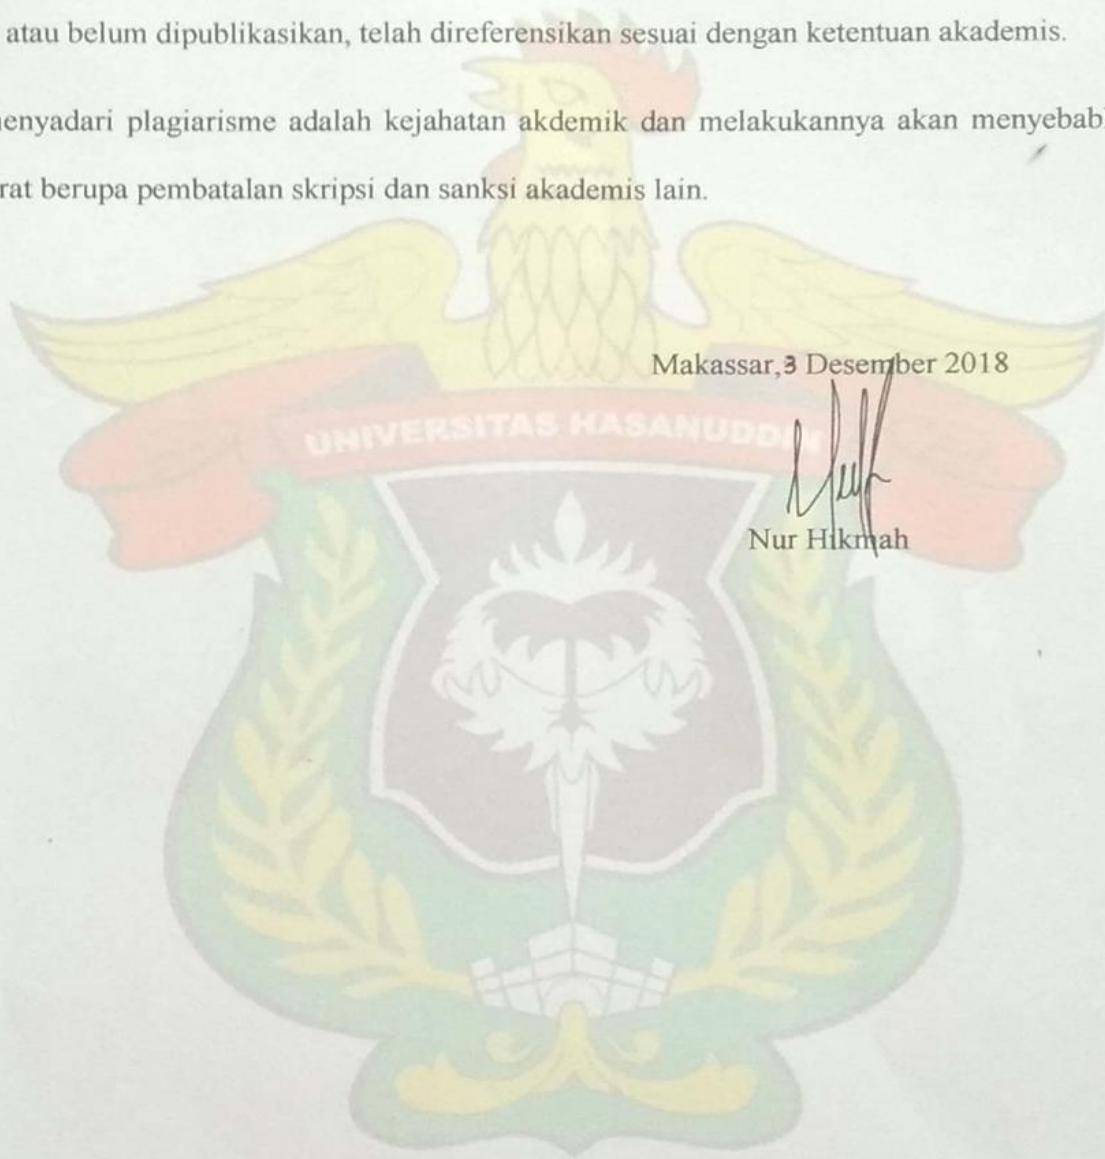 atau belum dipublikasikan, telah direferensikan sesuai dengan ketentuan akademis.
enyadari plagiarisme adalah kejahatan akdemik dan melakukannya akan menyebab
rat berupa pembatalan skripsi dan sanksi akademis lain.
Makassar,3 Desember 2018
UNIVERSITAS HASANUDDIN
Nur Hikmah